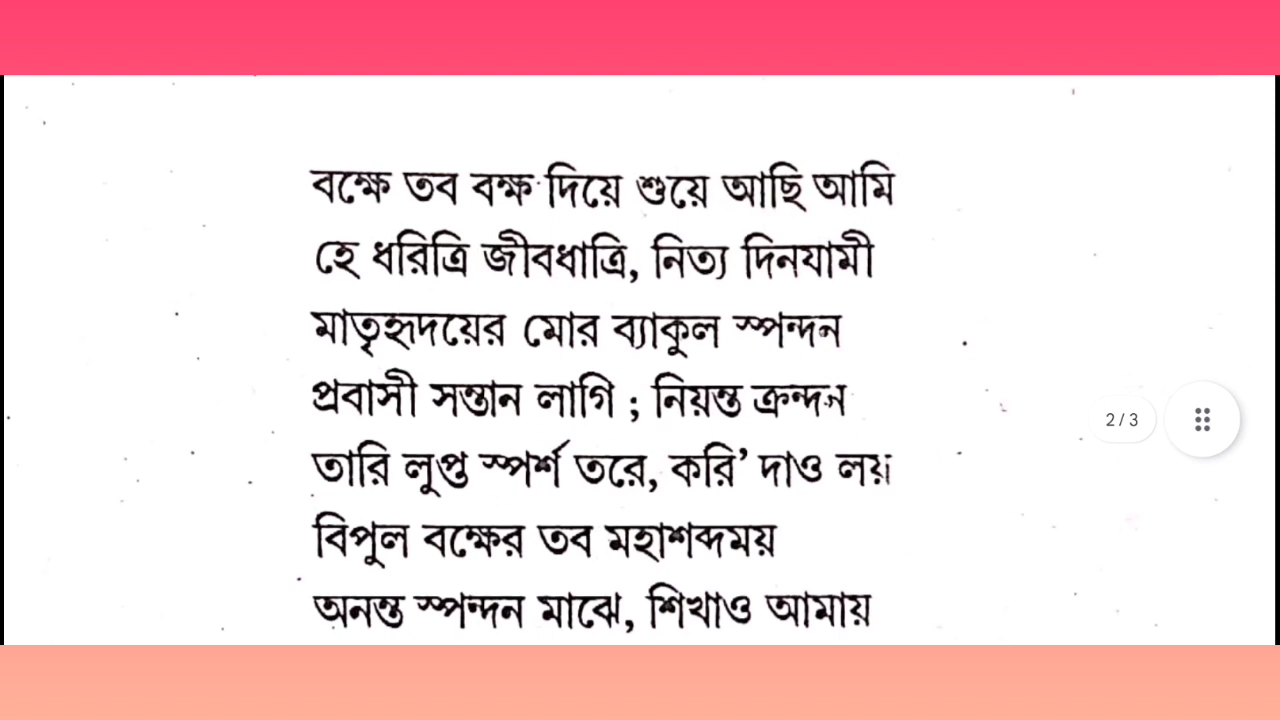 বক্ষে তব বক্ষ দিয়ে শুয়ে আছি আমি
হে ধরিত্রি জীবধাত্রি, নিত্য দিনযামী
মাতৃহৃদয়ের মোর ব্যাকুল স্পন্দন
প্রবাসী সন্তান লাগি ; নিয়ন্ত ক্রন্দন
তারি লুপ্ত স্পর্শ তরে, করি’ দাও লয়
বিপুল বক্ষের তব মহাশব্দময়
অনন্ত স্পন্দন মাঝে, শিখাও আমায়
2 / 3